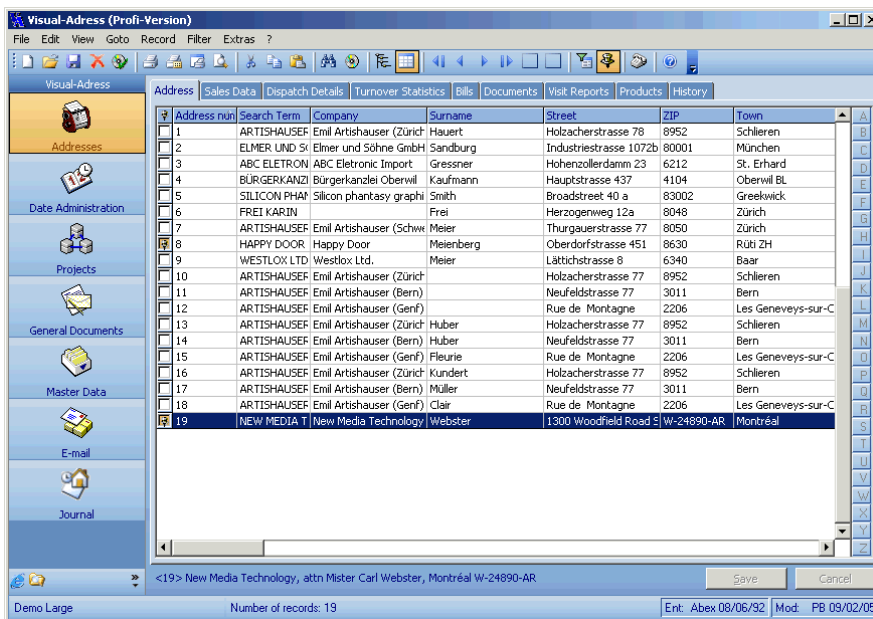 Visual-Adress (Profi-Version)
File Edit View Goto Record Filter Extras ?
Visual-Adress
Addresses
Date Administration
Projects
General Documents
Master Data
E-mail
Journal
Address Sales Data Dispatch Details Turnover Statistics Bills Documents Visit Reports Products History
Address nun Search Term Company Surname Street ZIP Town
1 ARTISHAUSER Emil Artishauser (Zürich Hauert Holzacherstrasse 78 8952 Schlieren
2 ELMER UND SÖ Elmer und Söhne GmbH Sandburg Industriestrasse 1072b 80001 München
3 ABC ELETRON ABC Eletronic Import Gressner Hohenzollerdamm 23 6212 St. Erhard
4 BÜRGERKANZI Bürgerkanzlei Oberwil Kaufmann Hauptstrasse 437 4104 Oberwil BL
5 SILICON PHAN Silicon phantasy graphi Smith Broadstreet 40 a 83002 Greekwick
6 FREI KARIN Frei Herzogenweg 12a 8048 Zürich
7 ARTISHAUSER Emil Artishauser (Schwe Meier Thurgauerstrasse 77 8050 Zürich
8 HAPPY DOOR Happy Door Meienberg Oberdorfstrasse 451 8630 Rüti ZH
9 WESTLOX LTD Westlox Ltd. Meier Lättichstrasse 8 6340 Baar
10 ARTISHAUSER Emil Artishauser (Zürich Holzacherstrasse 77 8952 Schlieren
11 ARTISHAUSER Emil Artishauser (Bern) Neufeldstrasse 77 3011 Bern
12 ARTISHAUSER Emil Artishauser (Genf) Rue de Montagne 2206 Les Geneveys-sur-C
13 ARTISHAUSER Emil Artishauser (Zürich Huber Holzacherstrasse 77 8952 Schlieren
14 ARTISHAUSER Emil Artishauser (Bern) Huber Neufeldstrasse 77 3011 Bern
15 ARTISHAUSER Emil Artishauser (Genf) Fleurie Rue de Montagne 2206 Les Geneveys-sur-C
16 ARTISHAUSER Emil Artishauser (Zürich Kundert Holzacherstrasse 77 8952 Schlieren
17 ARTISHAUSER Emil Artishauser (Bern) Müller Neufeldstrasse 77 3011 Bern
18 ARTISHAUSER Emil Artishauser (Genf) Clair Rue de Montagne 2206 Les Geneveys-sur-C
19 NEW MEDIA T New Media Technology Webster 1300 Woodfield Road S W-24890-AR Montréal
A
B
C
D
E
F
G
H
I
J
K
L
M
N
O
P
Q
R
S
T
U
V
W
X
Y
Z
<19> New Media Technology, attn Mister Carl Webster, Montréal W-24890-AR
Save Cancel
Demo Large Number of records: 19 Ent: Abex 08/06/92 Mod: PB 09/02/05